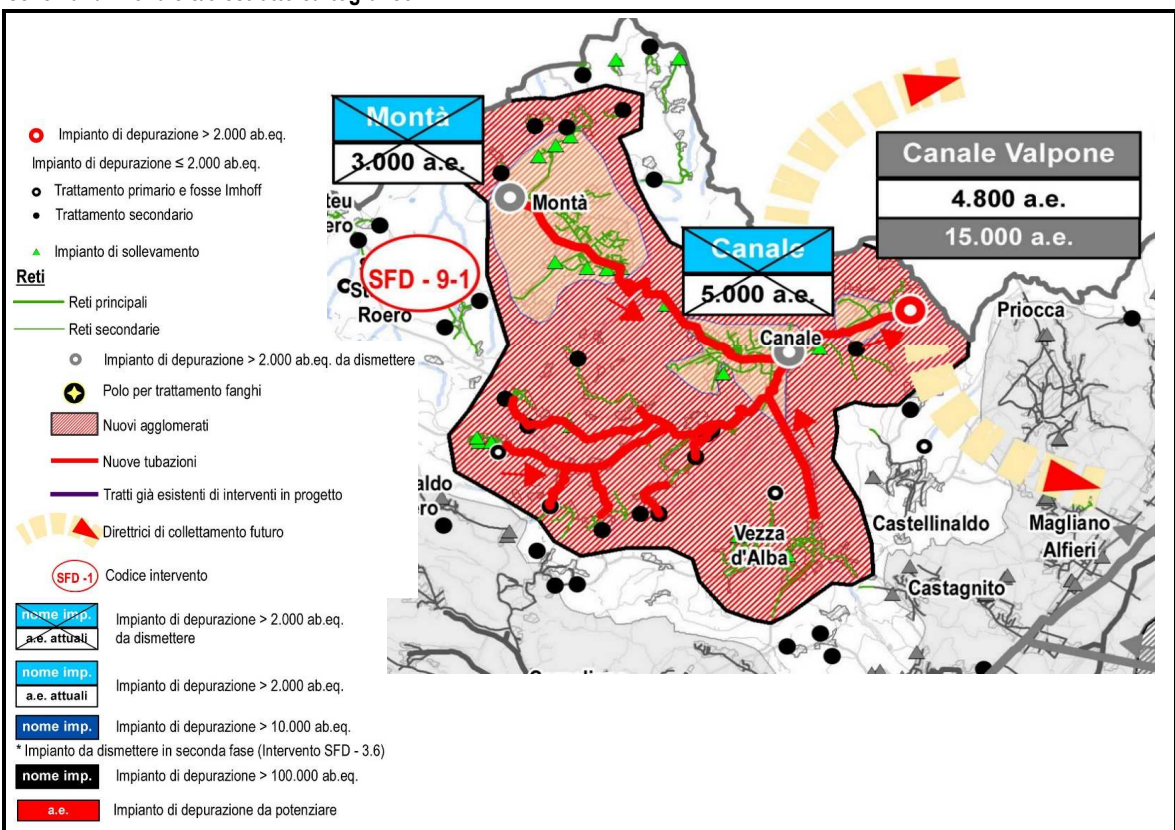 Impianto di depurazione > 2.000 ab.eq.
Impianto di depurazione ≤ 2.000 ab.eq.
Trattamento primario e fosse Imhoff
Trattamento secondario
Impianto di sollevamento
Reti
Reti principali
Reti secondarie
Impianto di depurazione > 2.000 ab.eq. da dismettere
Polo per trattamento fanghi
Nuovi agglomerati
Nuove tubazioni
Tratti già esistenti di interventi in progetto
Direttrici di collettamento futuro
SFD -1
Codice intervento
nome imp.
a.e. attuali
Impianto di depurazione > 2.000 ab.eq.
da dismettere
nome imp.
a.e. attuali
Impianto di depurazione > 2.000 ab.eq.
nome imp.
Impianto di depurazione > 10.000 ab.eq.
* Impianto da dismettere in seconda fase (Intervento SFD - 3.6)
nome imp.
Impianto di depurazione > 100.000 ab.eq.
a.e.
Impianto di depurazione da potenziare
Montà
3.000 a.e.
Canale Valpone
4.800 a.e.
15.000 a.e.
Montà
Canale
5.000 a.e.
SFD - 9-1
Roero
Canale
Priocca
Vezza
d'Alba
Castellinaldo
Magliano
Alfieri
Castagnito